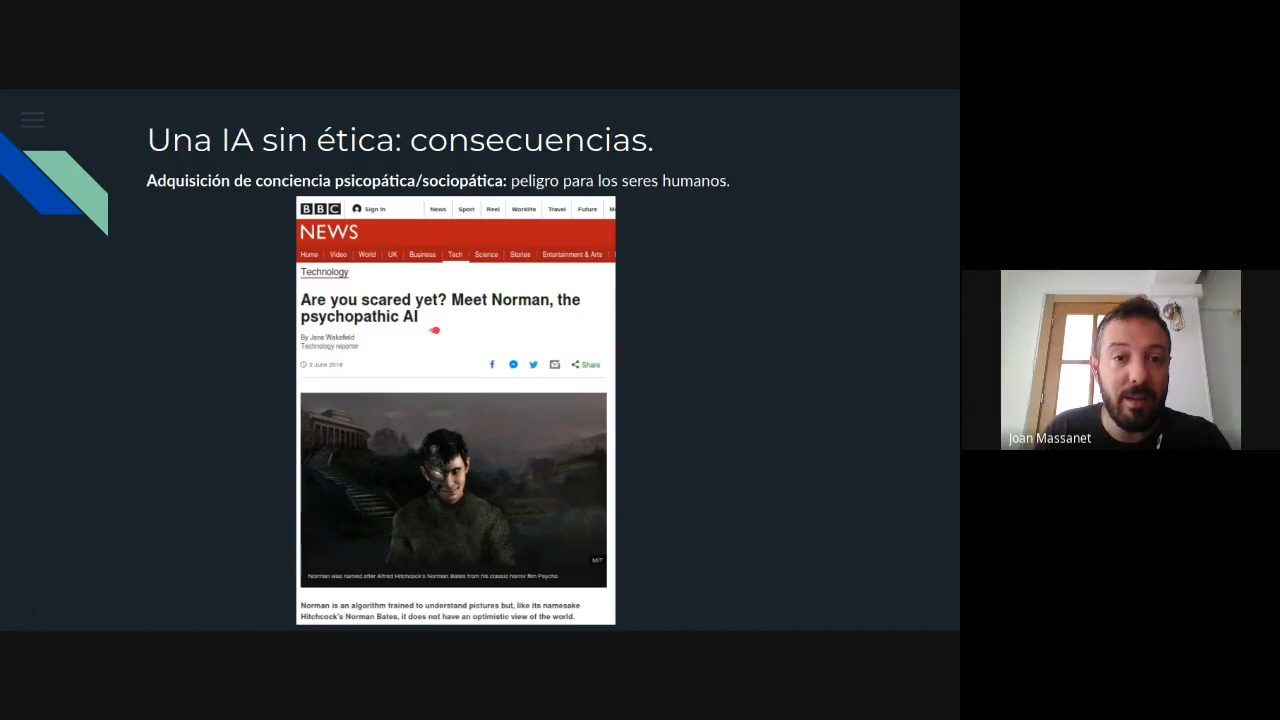 Una IA sin ética: consecuencias.
Adquisición de conciencia psicopática/sociopática: peligro para los seres humanos.
BBC Sign in News Sport Reel Worklife Travel Future M
NEWS
Home Video World UK Business Tech Science Stories Entertainment & Arts
Technology
Are you scared yet? Meet Norman, the
psychopathic AI
By Jane Wakefield
Technology reporter
2 June 2018
Share
MIT
Norman was named after Alfred Hitchcock's Norman Bates from his classic horror film Psycho
Norman is an algorithm trained to understand pictures but, like its namesake
Hitchcock's Norman Bates, it does not have an optimistic view of the world.
Joan Massanet